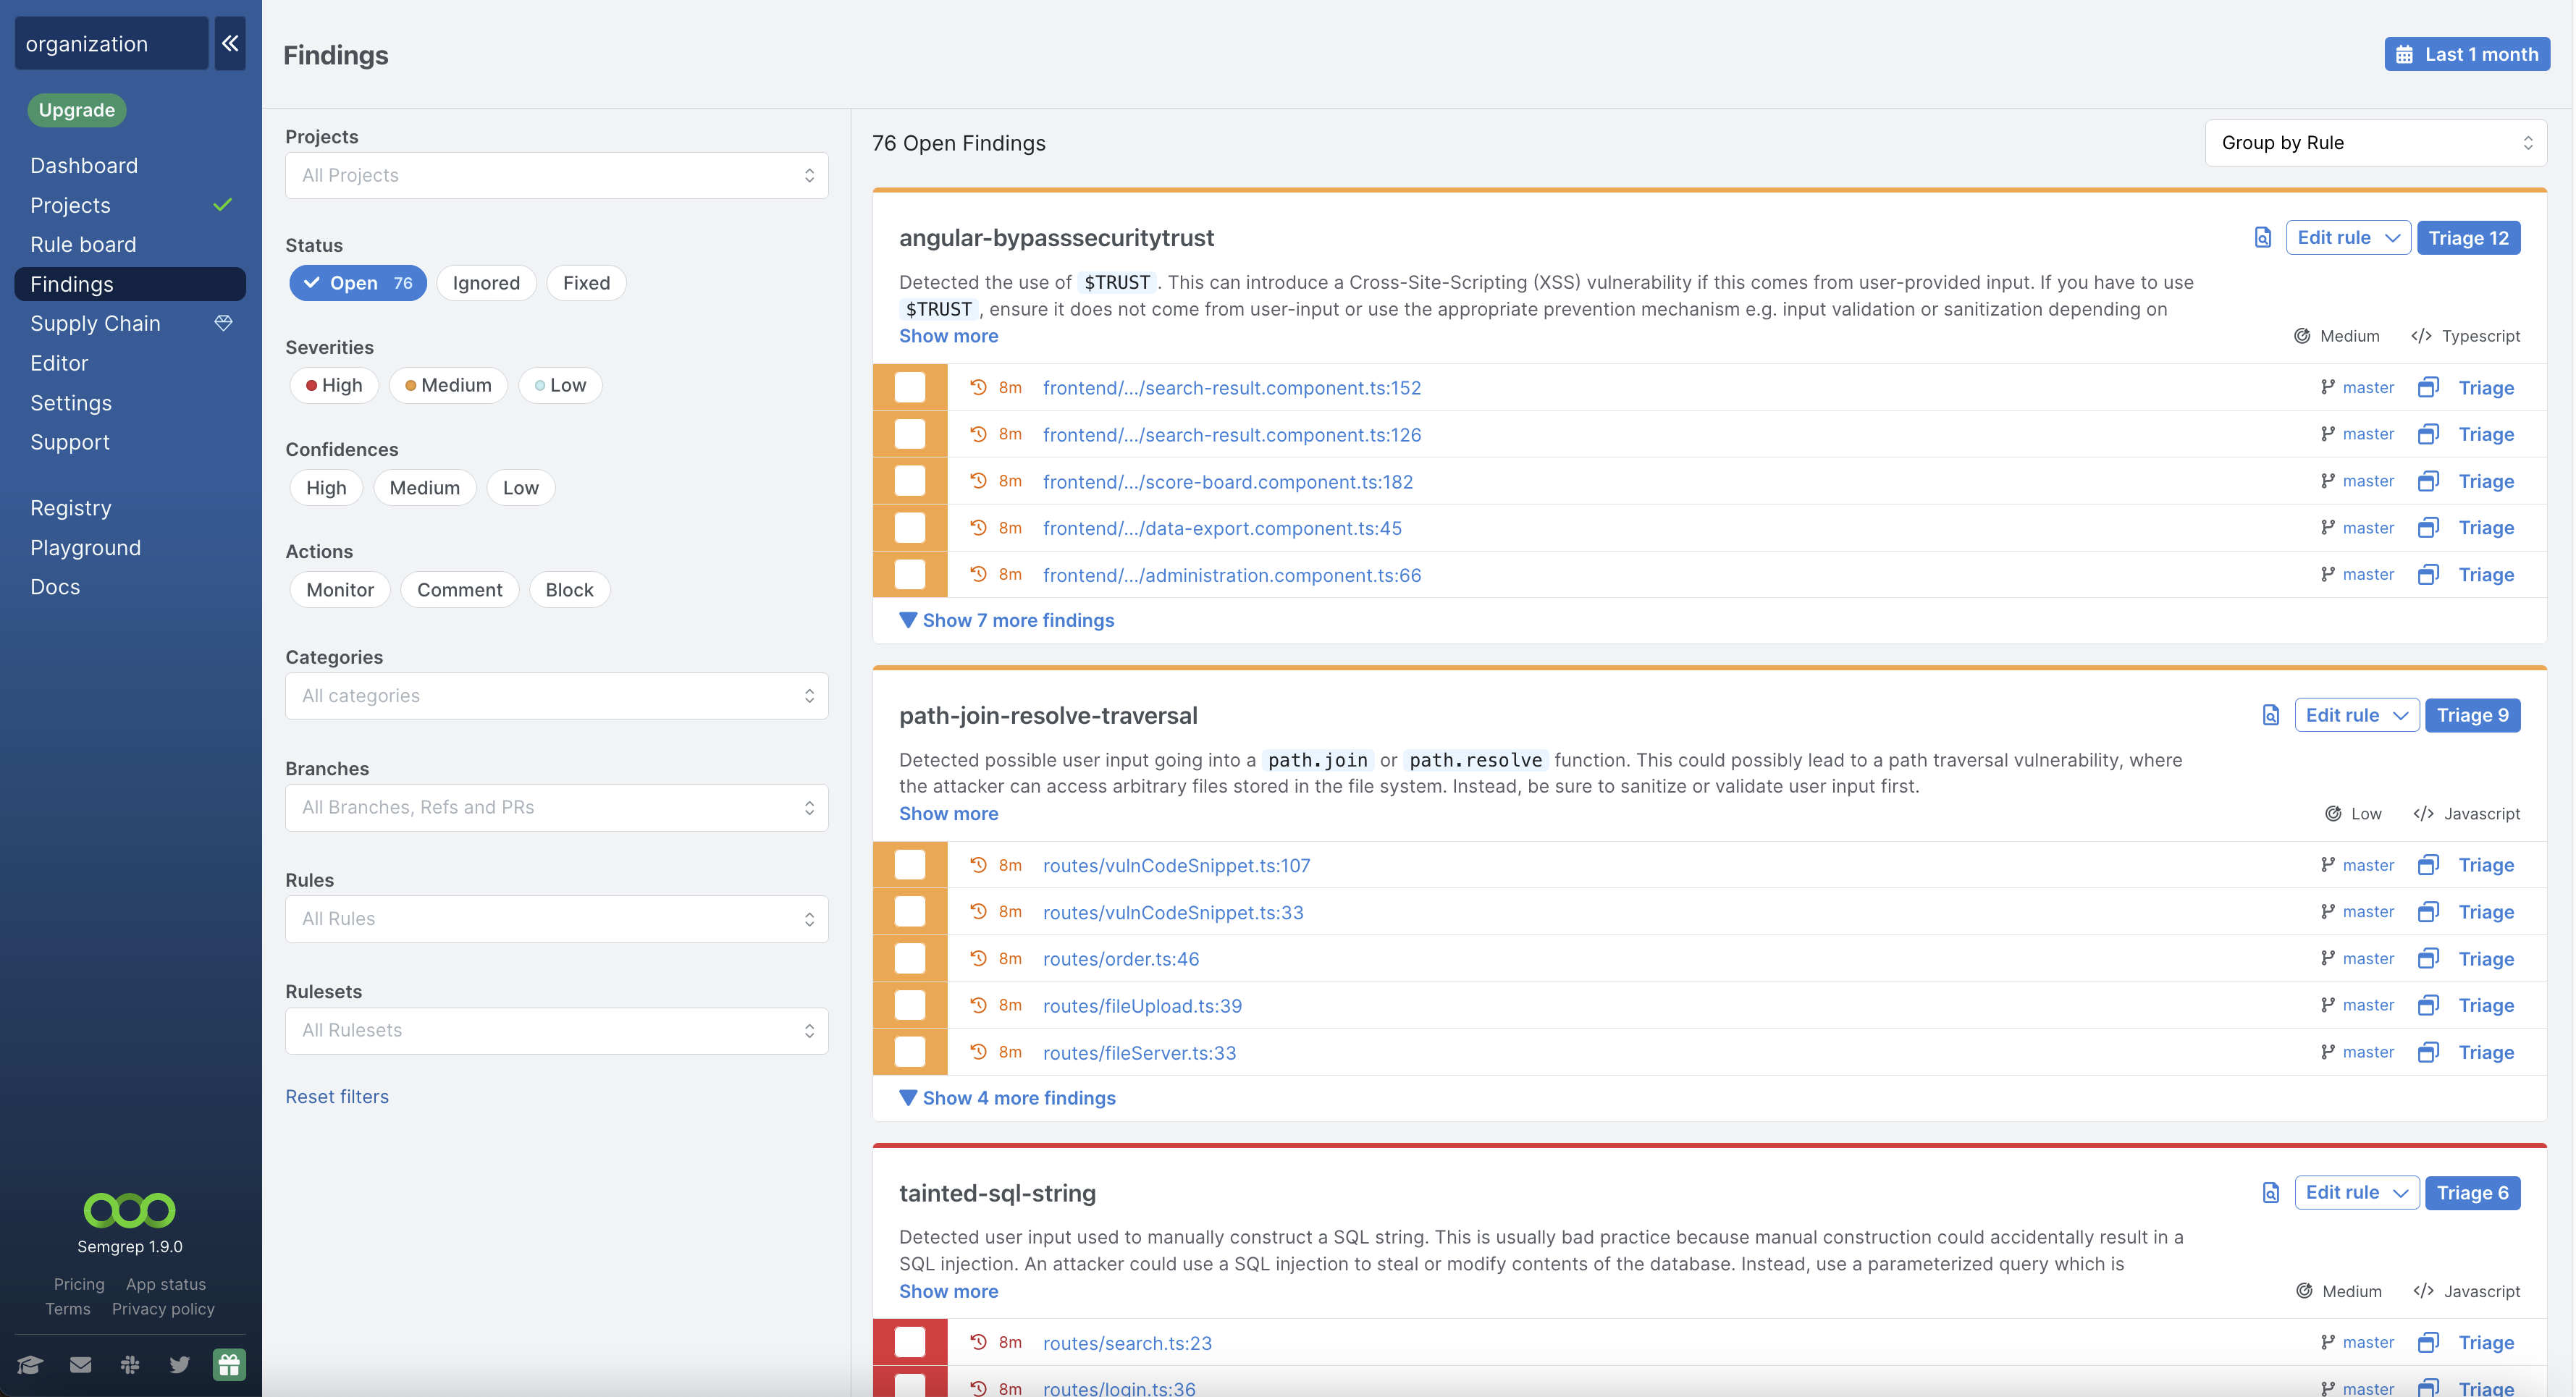 organization
Upgrade
Dashboard
Projects
Rule board
Findings
Supply Chain
Editor
Settings
Support
Registry
Playground
Docs
Semgrep 1.9.0
Pricing App status
Terms Privacy policy
Findings
Last 1 month
Projects
All Projects
Status
Open 76 Ignored Fixed
Severities
High Medium Low
Confidences
High Medium Low
Actions
Monitor Comment Block
Categories
All categories
Branches
All Branches, Refs and PRs
Rules
All Rules
Rulesets
All Rulesets
Reset filters
76 Open Findings
Group by Rule
angular-bypasssecuritytrust
Edit rule Triage 12
Detected the use of $TRUST. This can introduce a Cross-Site-Scripting (XSS) vulnerability if this comes from user-provided input. If you have to use
$TRUST, ensure it does not come from user-input or use the appropriate prevention mechanism e.g. input validation or sanitization depending on
Show more
Medium </> Typescript
8m frontend/.../search-result.component.ts:152 master Triage
8m frontend/.../search-result.component.ts:126 master Triage
8m frontend/.../score-board.component.ts:182 master Triage
8m frontend/.../data-export.component.ts:45 master Triage
8m frontend/.../administration.component.ts:66 master Triage
Show 7 more findings
path-join-resolve-traversal
Edit rule Triage 9
Detected possible user input going into a path.join or path.resolve function. This could possibly lead to a path traversal vulnerability, where
the attacker can access arbitrary files stored in the file system. Instead, be sure to sanitize or validate user input first.
Show more
Low </> Javascript
8m routes/vulnCodeSnippet.ts:107 master Triage
8m routes/vulnCodeSnippet.ts:33 master Triage
8m routes/order.ts:46 master Triage
8m routes/fileUpload.ts:39 master Triage
8m routes/fileServer.ts:33 master Triage
Show 4 more findings
tainted-sql-string
Edit rule Triage 6
Detected user input used to manually construct a SQL string. This is usually bad practice because manual construction could accidentally result in a
SQL injection. An attacker could use a SQL injection to steal or modify contents of the database. Instead, use a parameterized query which is
Show more
Medium </> Javascript
8m routes/search.ts:23 master Triage
8m routes/login.ts:36 master Triage